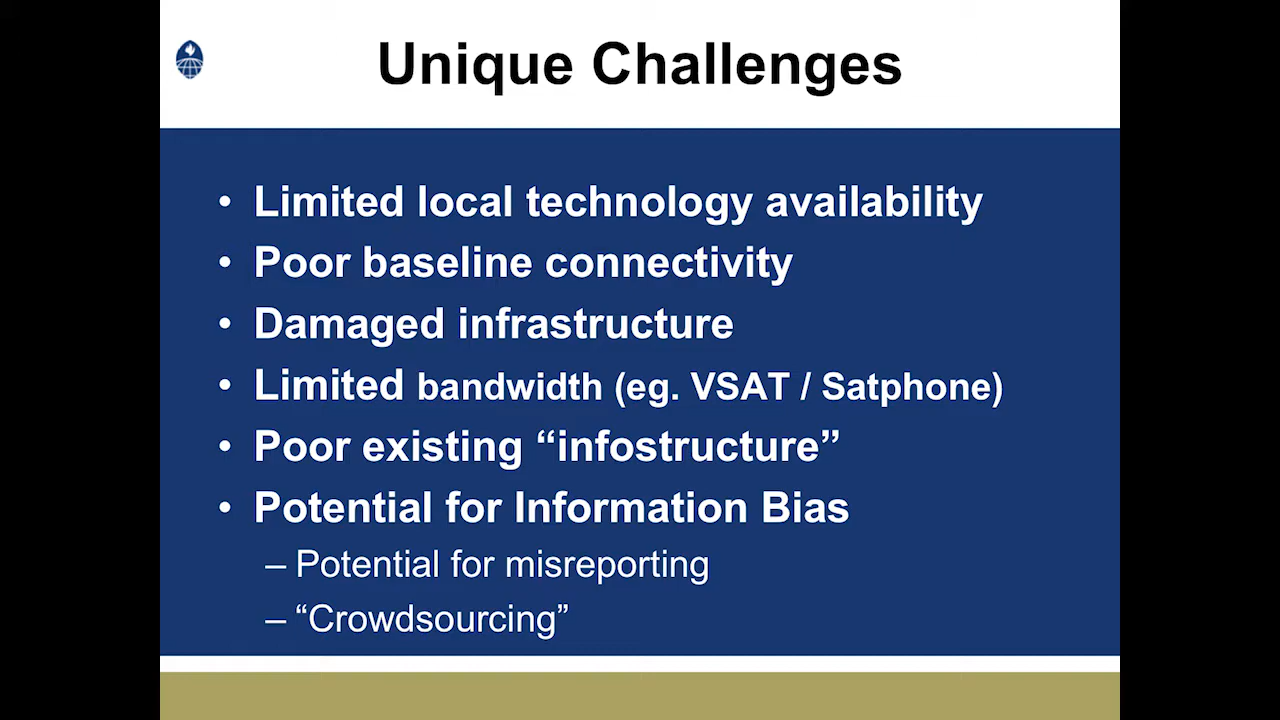 Unique Challenges
• Limited local technology availability
• Poor baseline connectivity
• Damaged infrastructure
• Limited bandwidth (eg. VSAT / Satphone)
• Poor existing “infostructure”
• Potential for Information Bias
– Potential for misreporting
– “Crowdsourcing”